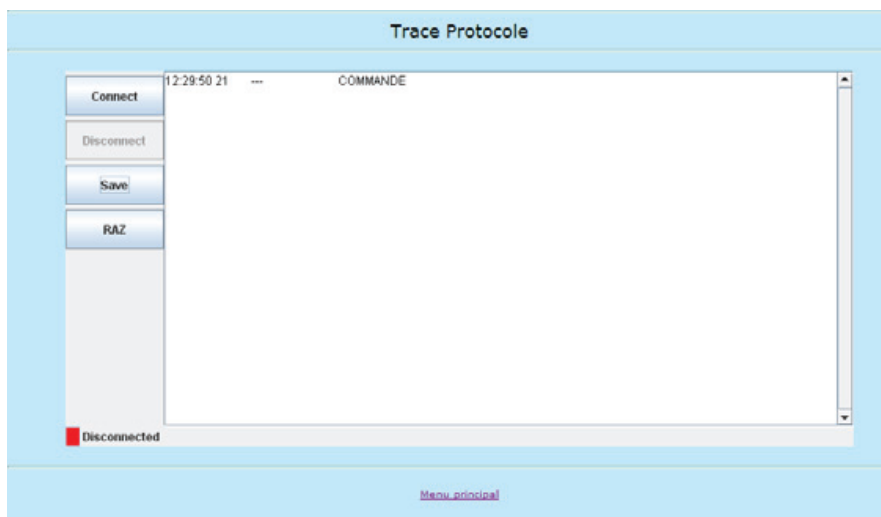 Trace Protocole
12:29:50 21 --- COMMANDE
Connect
Disconnect
Save
RAZ
Disconnected
Menu principal